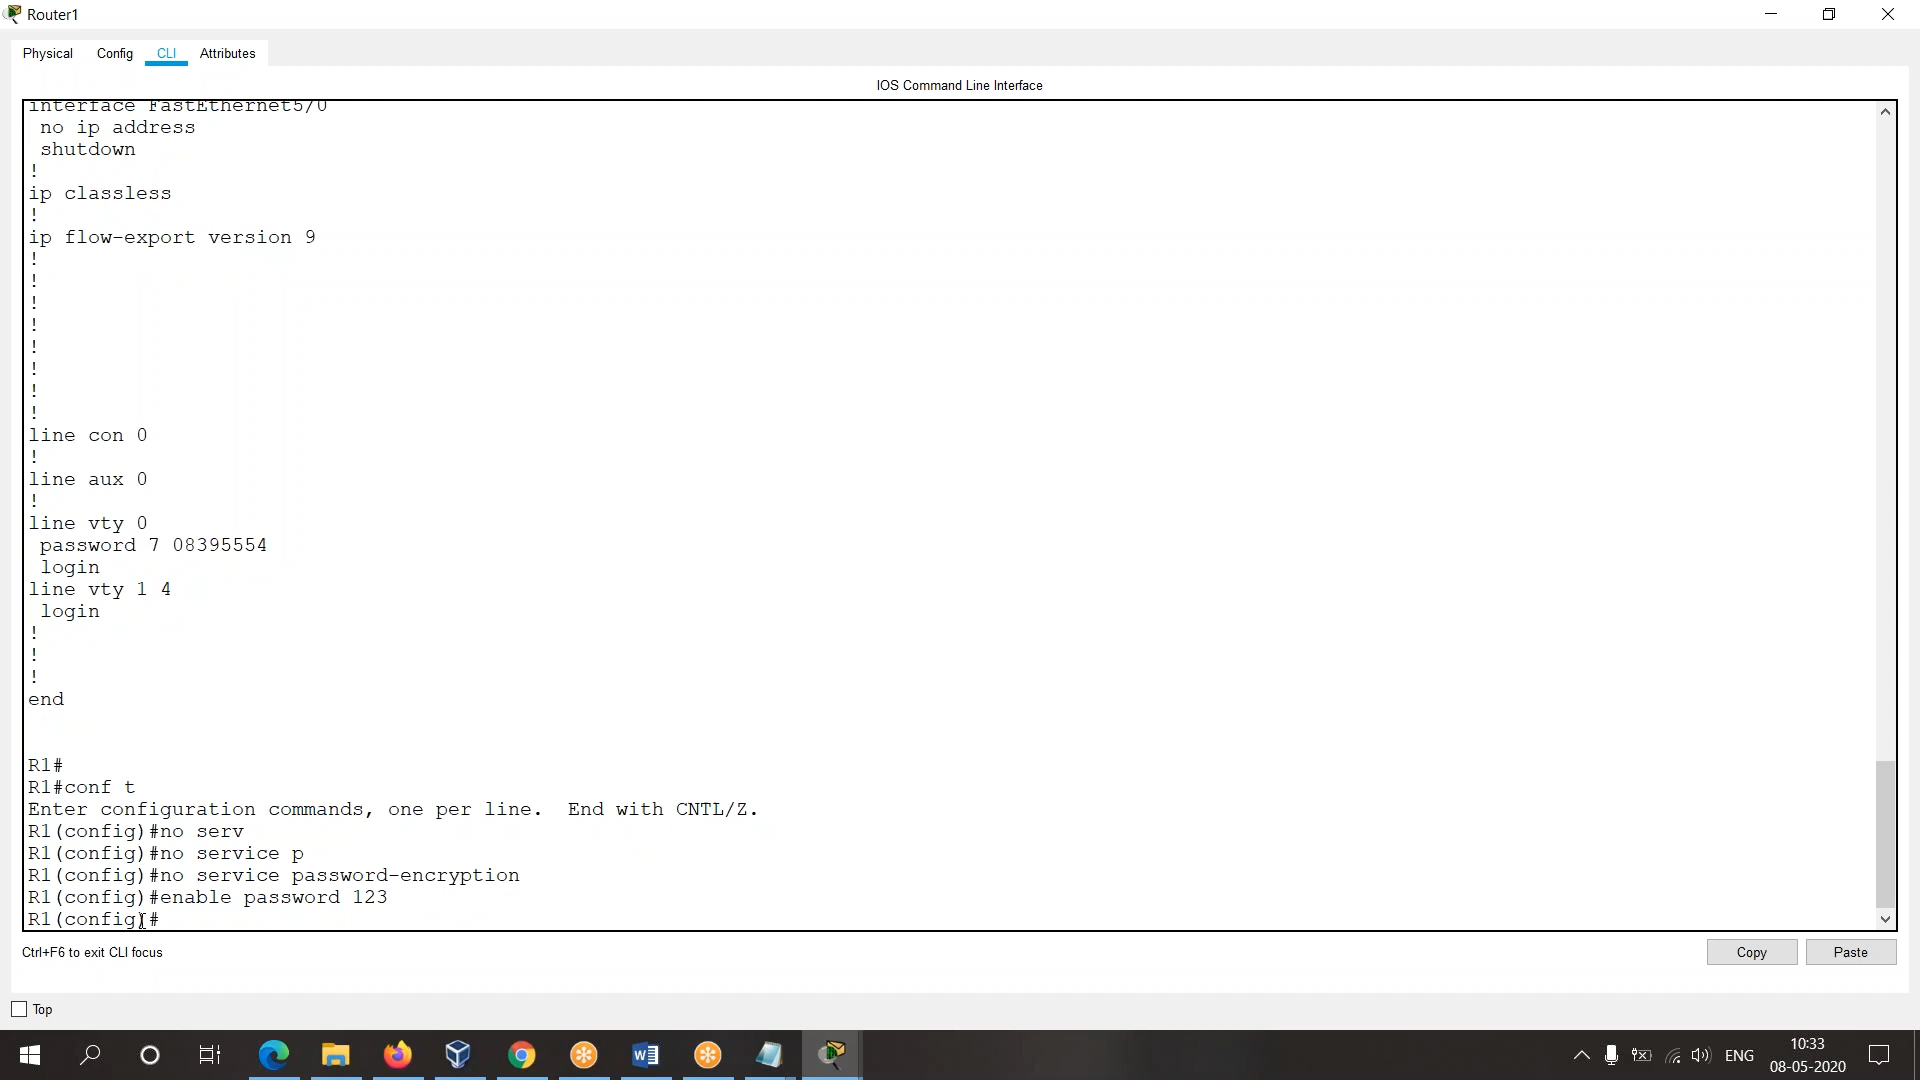 Router1
Physical Config CLI Attributes
IOS Command Line Interface
interface FastEthernet5/0
no ip address
shutdown
!
ip classless
!
ip flow-export version 9
!
!
!
!
!
!
!
!
line con 0
!
line aux 0
!
line vty 0
password 7 08395554
login
line vty 1 4
login
!
!
!
end
R1#
R1#conf t
Enter configuration commands, one per line. End with CNTL/Z.
R1(config)#no serv
R1(config)#no service p
R1(config)#no service password-encryption
R1(config)#enable password 123
R1(config)#
Ctrl+F6 to exit CLI focus
Copy Paste
Top
ENG
10:33
08-05-2020